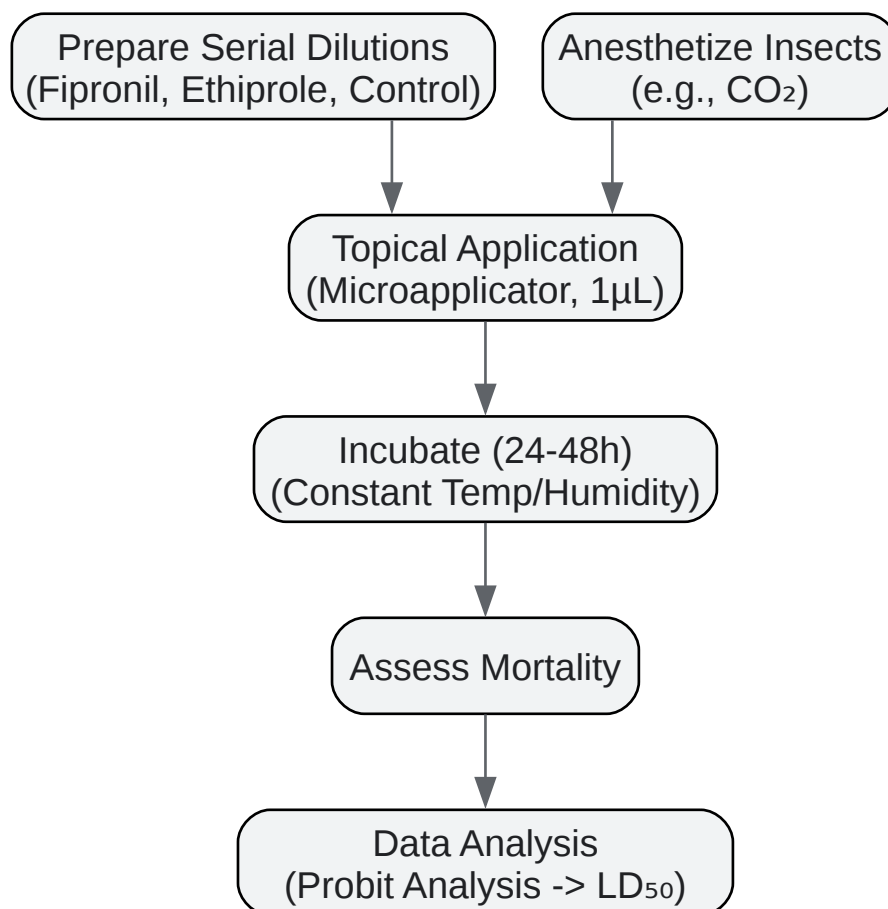 Prepare Serial Dilutions
(Fipronil, Ethiprole, Control)
Anesthetize Insects
(e.g., CO₂)
Topical Application
(Microapplicator, 1µL)
Incubate (24-48h)
(Constant Temp/Humidity)
Assess Mortality
Data Analysis
(Probit Analysis -> LD₅₀)